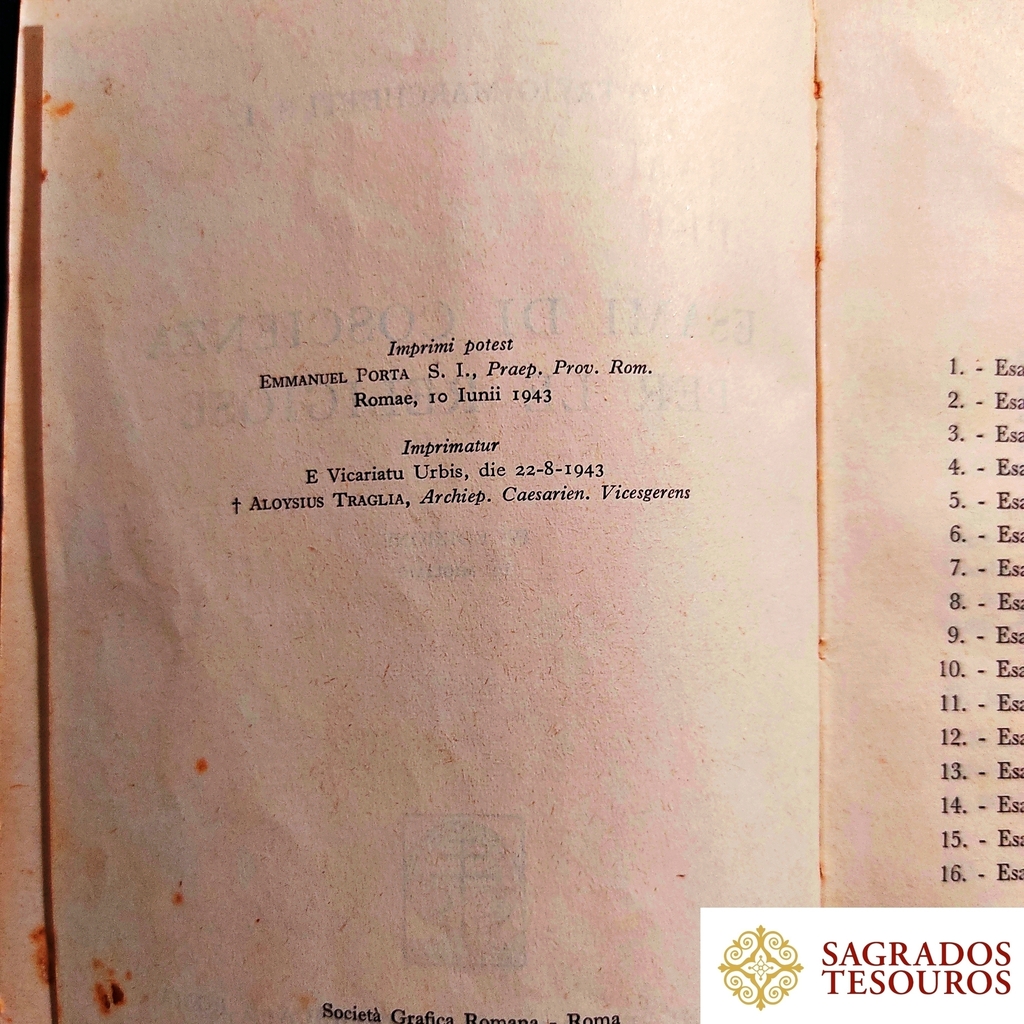 Imprimi potest
EMMANUEL PORTA S. I., Praep. Prov. Rom.
Romae, 10 Iunii 1943
Imprimatur
E Vicariatu Urbis, die 22-8-1943
† ALOYSIUS TRAGLIA, Archiep. Caesarien. Vicesgerens
Società Grafica Romana - Roma
1. - Esa
2. - Esa
3. - Esa
4. - Esa
5. - Esa
6. - Esa
7. - Esa
8. - Esa
9. - Esa
10. - Esa
11. - Esa
12. - Esa
13. - Esa
14. - Esa
15. - Esa
16. - Esa
SAGRADOS
TESOUROS